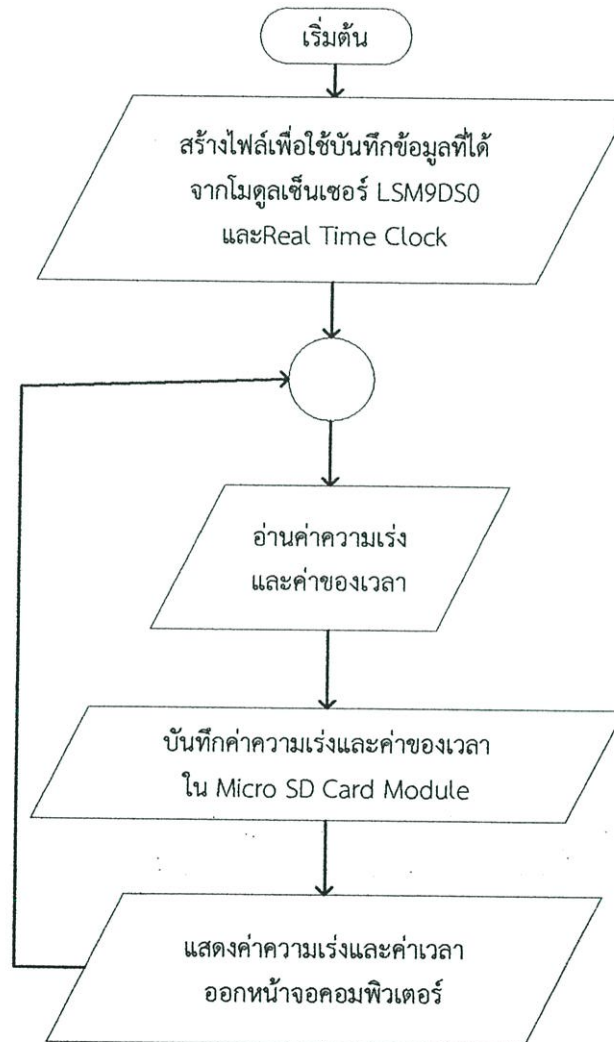 เริ่มต้น
สร้างไฟล์เพื่อใช้บันทึกข้อมูลที่ได้
จากโมดูลเซ็นเซอร์ LSM9DS0
และReal Time Clock
อ่านค่าความเร่ง
และค่าของเวลา
บันทึกค่าความเร่งและค่าของเวลา
ใน Micro SD Card Module
แสดงค่าความเร่งและค่าเวลา
ออกหน้าจอคอมพิวเตอร์